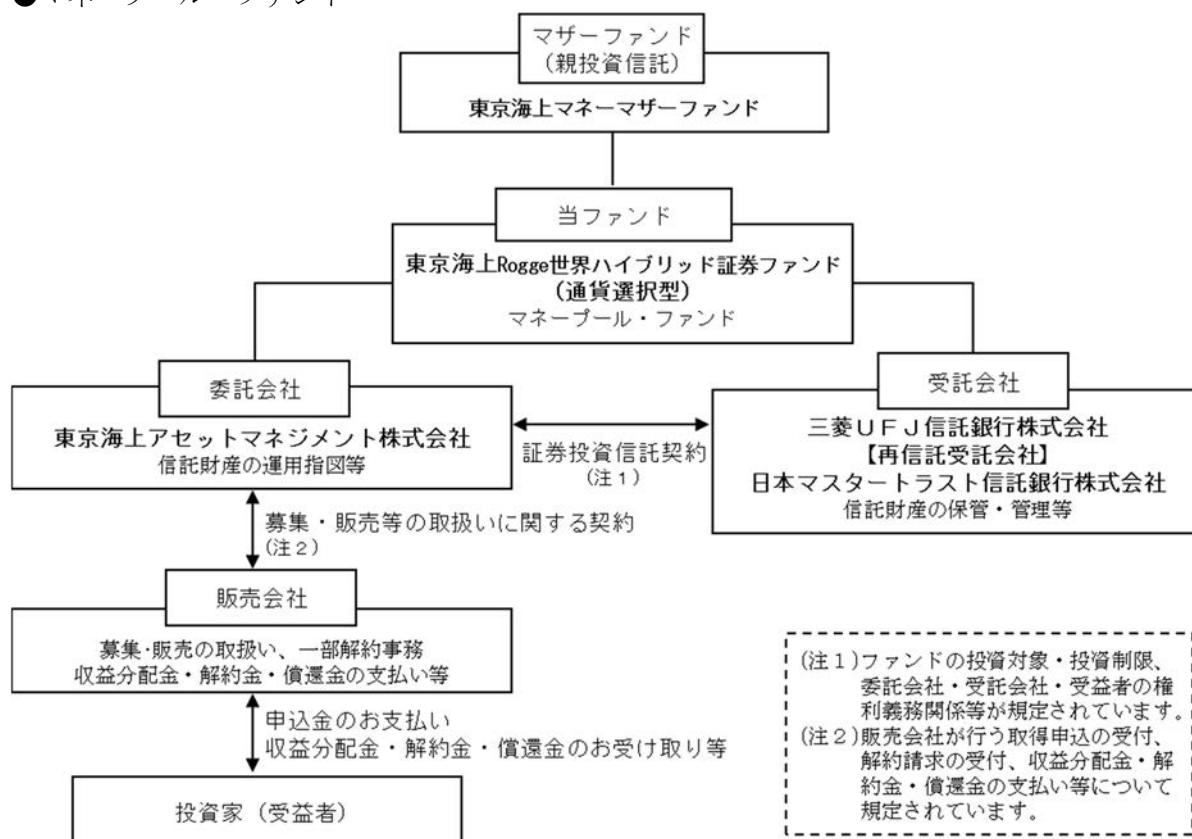 ●マネープール・ファンド
マザーファンド
(親投資信託)
東京海上マネーマザーファンド
当ファンド
東京海上Rogge世界ハイブリッド証券ファンド
(通貨選択型)
マネープール・ファンド
委託会社
東京海上アセットマネジメント株式会社
信託財産の運用指図等
証券投資信託契約
(注1)
受託会社
三菱UFJ信託銀行株式会社
【再信託受託会社】
日本マスタートラスト信託銀行株式会社
信託財産の保管・管理等
募集・販売等の取扱いに関する契約
(注2)
販売会社
募集・販売の取扱い、一部解約事務
収益分配金・解約金・償還金の支払い等
申込金のお支払い
収益分配金・解約金・償還金のお受け取り等
投資家(受益者)
(注1)ファンドの投資対象・投資制限、
委託会社・受託会社・受益者の権
利義務関係等が規定されています。
(注2)販売会社が行う取得申込の受付、
解約請求の受付、収益分配金・解
約金・償還金の支払い等について
規定されています。